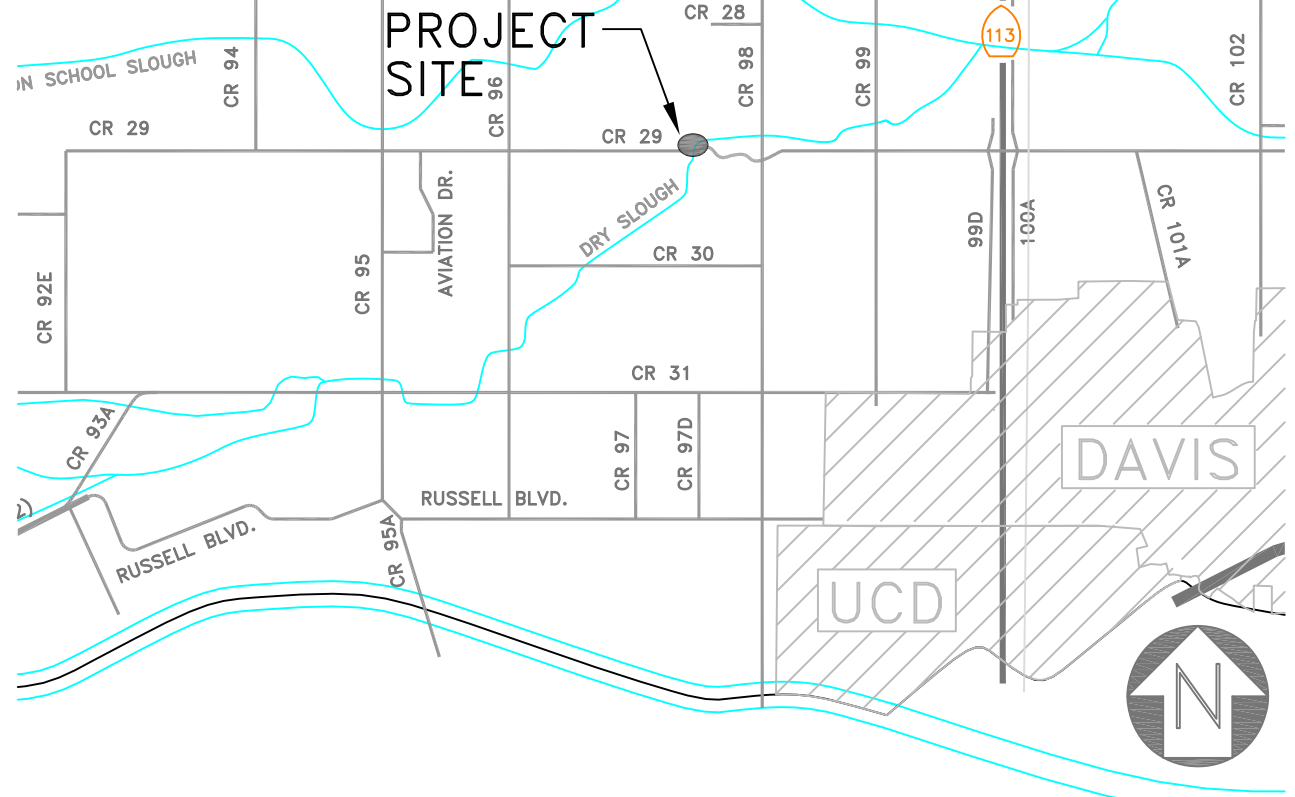 CR 28
PROJECT
SITE
113
CR 94
CR 96
CR 98
CR 99
CR 102
SCHOOL SLOUGH
CR 29
CR 29
DRY SLOUGH
AVIATION DR.
CR 30
99D
100A
CR 101A
CR 92E
CR 95
CR 31
CR 93A
CR 97
CR 97D
DAVIS
RUSSELL BLVD.
RUSSELL BLVD.
CR 95A
UCD
N